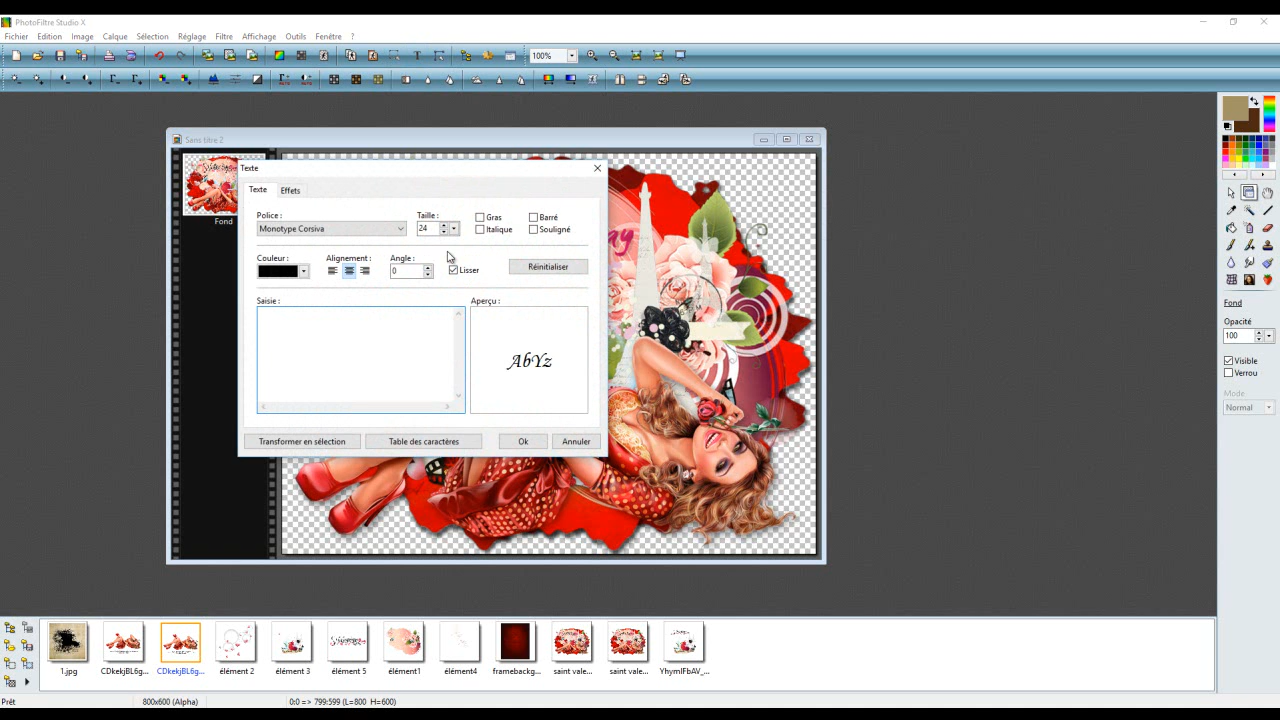 PhotoFiltre Studio X
Fichier Edition Image Calque Sélection Réglage Filtre Affichage Outils Fenêtre ?
100%
Sans titre 2
Fond
Texte
Texte Effets
Police : Taille : Gras Barré
Monotype Corsiva 24 Italique Souligné
Couleur : Alignement : Angle :
0 Lisser Réinitialiser
Saisie : Aperçu :
AbYz
Transformer en sélection Table des caractères Ok Annuler
Fond
Opacité
100
Visible
Verrou
Mode:
Normal
1.jpg CDkekjBL6g... CDkekjBL6g... élément 2 élément 3 élément 5 élément1 élément4 framebackg... saint vale... saint vale... YhymIFbAV_...
Prêt 800x600 (Alpha) 0:0 => 799:599 (L=800 H=600)